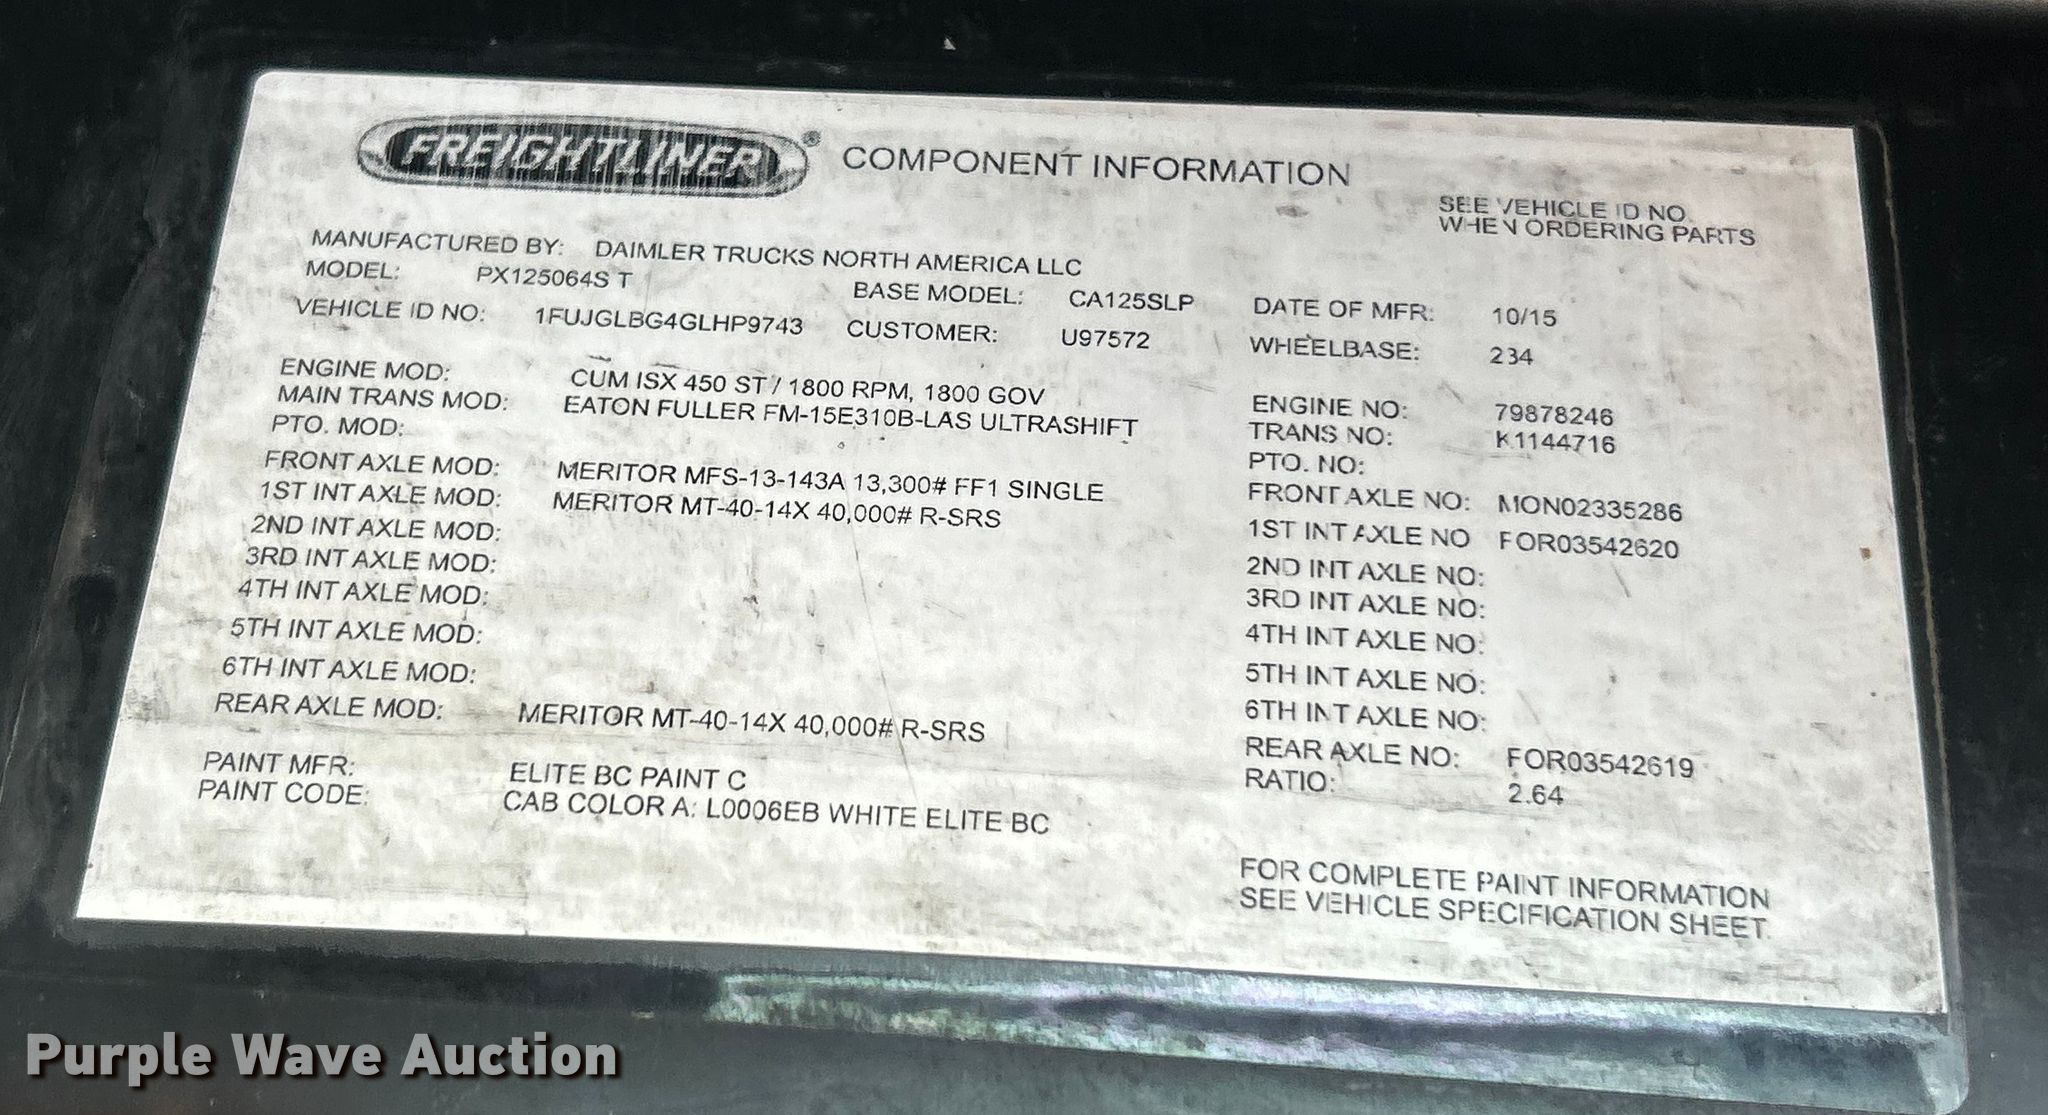 FREIGHTLINER® COMPONENT INFORMATION
SEE VEHICLE ID NO.
WHEN ORDERING PARTS
MANUFACTURED BY: DAIMLER TRUCKS NORTH AMERICA LLC
MODEL: PX125064S T BASE MODEL: CA125SLP DATE OF MFR: 10/15
VEHICLE ID NO: 1FUJGLBG4GLHP9743 CUSTOMER: U97572 WHEELBASE: 234
ENGINE MOD: CUM ISX 450 ST / 1800 RPM, 1800 GOV ENGINE NO: 79878246
MAIN TRANS MOD: EATON FULLER FM-15E310B-LAS ULTRASHIFT TRANS NO: K1144716
PTO. MOD: PTO. NO:
FRONT AXLE MOD: MERITOR MFS-13-143A 13,300# FF1 SINGLE FRONT AXLE NO: MON02335286
1ST INT AXLE MOD: MERITOR MT-40-14X 40,000# R-SRS 1ST INT AXLE NO FOR03542620
2ND INT AXLE MOD: 2ND INT AXLE NO:
3RD INT AXLE MOD: 3RD INT AXLE NO:
4TH INT AXLE MOD: 4TH INT AXLE NO:
5TH INT AXLE MOD: 5TH INT AXLE NO:
6TH INT AXLE MOD: 6TH INT AXLE NO:
REAR AXLE MOD: MERITOR MT-40-14X 40,000# R-SRS REAR AXLE NO: FOR03542619
RATIO: 2.64
PAINT MFR: ELITE BC PAINT C
PAINT CODE: CAB COLOR A: L0006EB WHITE ELITE BC
FOR COMPLETE PAINT INFORMATION
SEE VEHICLE SPECIFICATION SHEET.
Purple Wave Auction